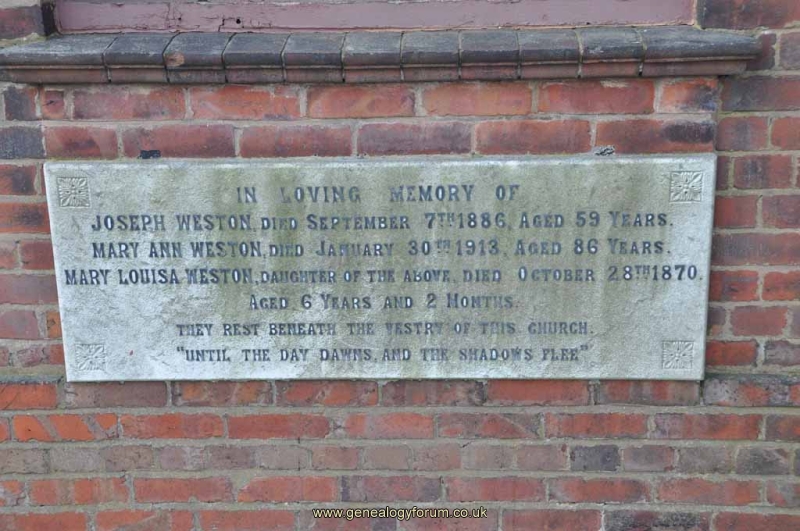 IN LOVING MEMORY OF
JOSEPH WESTON, DIED SEPTEMBER 7TH 1886, AGED 59 YEARS.
MARY ANN WESTON, DIED JANUARY 30TH 1913, AGED 86 YEARS.
MARY LOUISA WESTON, DAUGHTER OF THE ABOVE, DIED OCTOBER 28TH 1870.
AGED 6 YEARS AND 2 MONTHS.
THEY REST BENEATH THE VESTRY OF THIS CHURCH.
"UNTIL THE DAY DAWNS, AND THE SHADOWS FLEE"
www.genealogyforum.co.uk